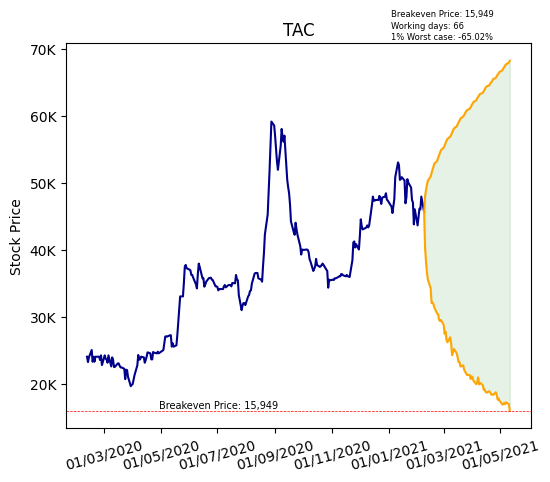 Breakeven Price: 15,949
Working days: 66
1% Worst case: -65.02%
TAC
Stock Price
70K
60K
50K
40K
30K
20K
Breakeven Price: 15,949
01/03/2020
01/05/2020
01/07/2020
01/09/2020
01/11/2020
01/01/2021
01/03/2021
01/05/2021